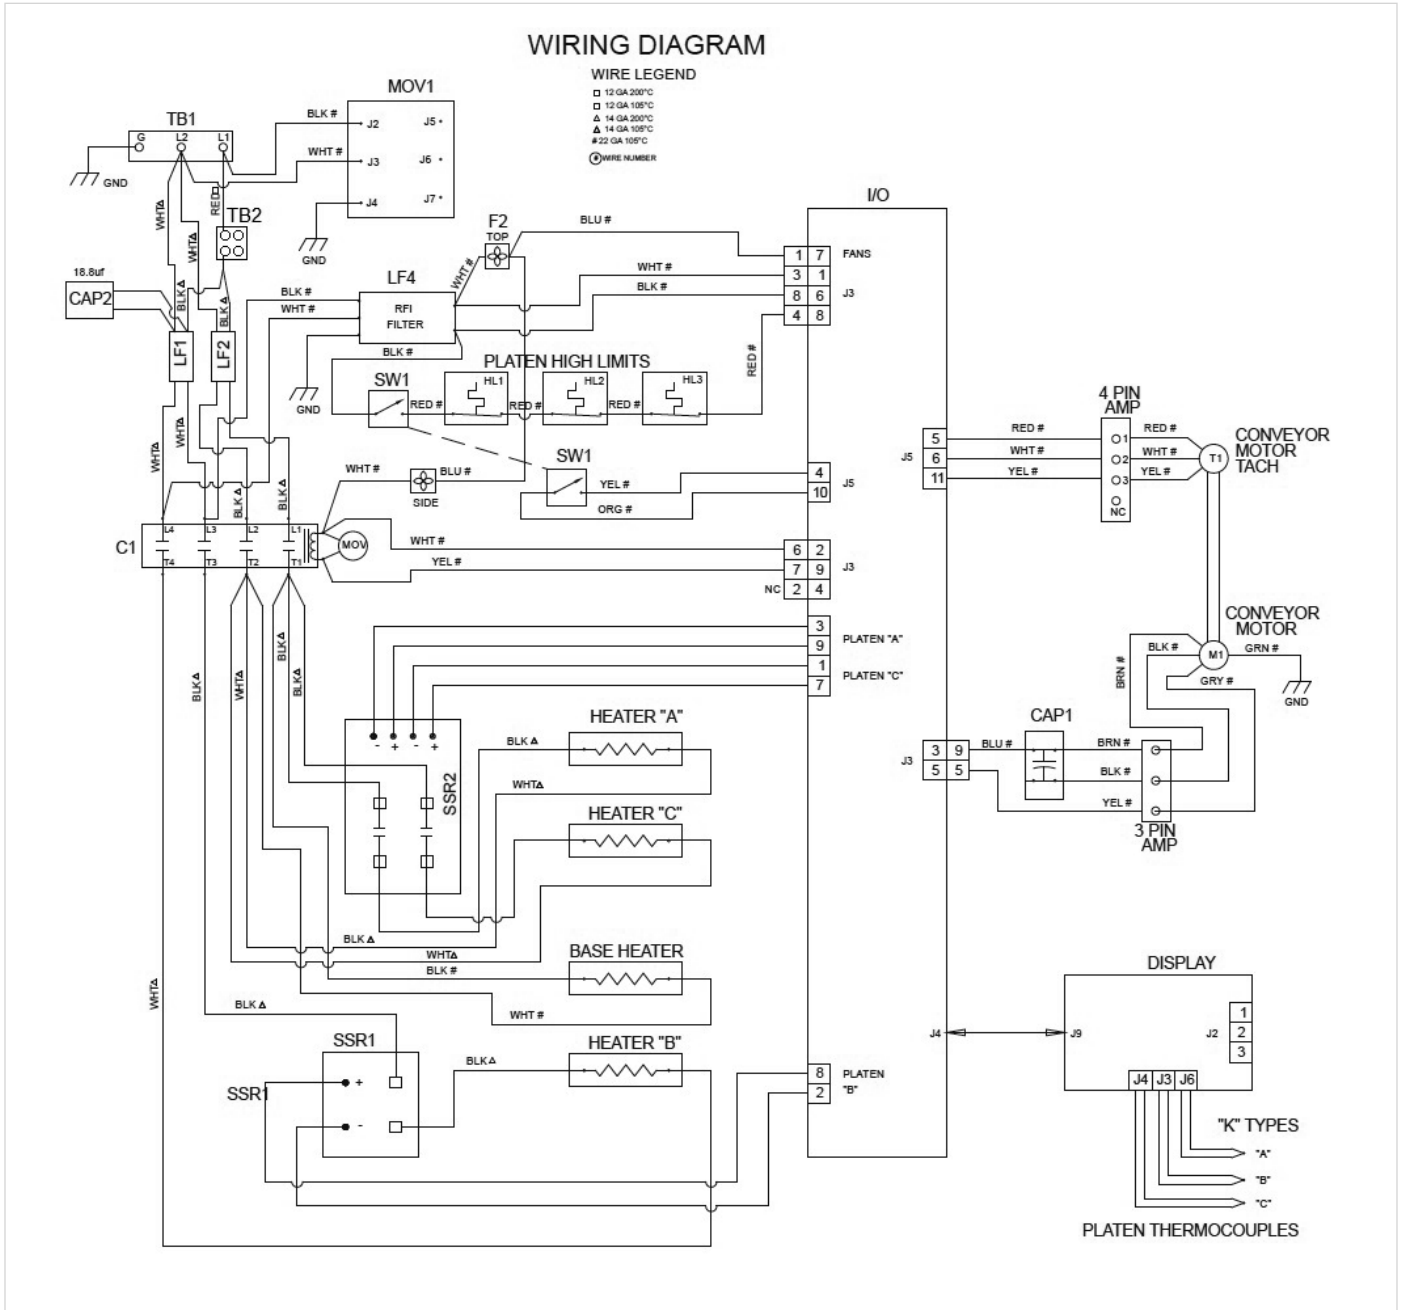 WIRING DIAGRAM
WIRE LEGEND
□ 12 GA 200°C
□ 12 GA 105°C
△ 14 GA 200°C
△ 14 GA 105°C
# 22 GA 105°C
# WIRE NUMBER
MOV1
J2
J3
J4
J5
J6
J7
BLK #
WHT #
TB1
G
L2
L1
GND
GND
WHT△
WHT△
RED□
TB2
18.8uf
CAP2
BLK△
BLK△
LF1
LF2
LF4
RFI
FILTER
BLK #
WHT #
GND
BLK #
WHT #
F2
TOP
BLU #
WHT #
BLK #
I/O
1 7
3 1
8 6
4 8
FANS
J3
RED #
PLATEN HIGH LIMITS
SW1
RED #
HL1
RED #
HL2
RED #
HL3
SW1
YEL #
ORG #
4
10
J5
WHT #
BLU #
SIDE
WHT△
WHT△
BLK△
BLK△
C1
L4
L3
L2
L1
T4
T3
T2
T1
MOV
WHT #
YEL #
6 2
7 9
NC
2 4
J3
3
9
PLATEN "A"
1
7
PLATEN "C"
J5
5
6
11
RED #
WHT #
YEL #
4 PIN
AMP
1
2
3
NC
RED #
WHT #
YEL #
T1
CONVEYOR
MOTOR
TACH
CONVEYOR
MOTOR
M1
BLK #
BRN #
GRN #
GRY #
GND
J3
3 9
5 5
BLU #
CAP1
BRN #
BLK #
YEL #
3 PIN
AMP
BLK△
WHT△
BLK△
BLK△
- + - +
SSR2
HEATER "A"
BLK △
WHT△
HEATER "C"
BLK △
WHT△
BASE HEATER
BLK #
WHT #
WHT△
BLK △
SSR1
SSR1
+
-
BLK△
HEATER "B"
8
2
PLATEN
"B"
J4
DISPLAY
J9
J2
1
2
3
J4 J3 J6
"K" TYPES
"A"
"B"
"C"
PLATEN THERMOCOUPLES